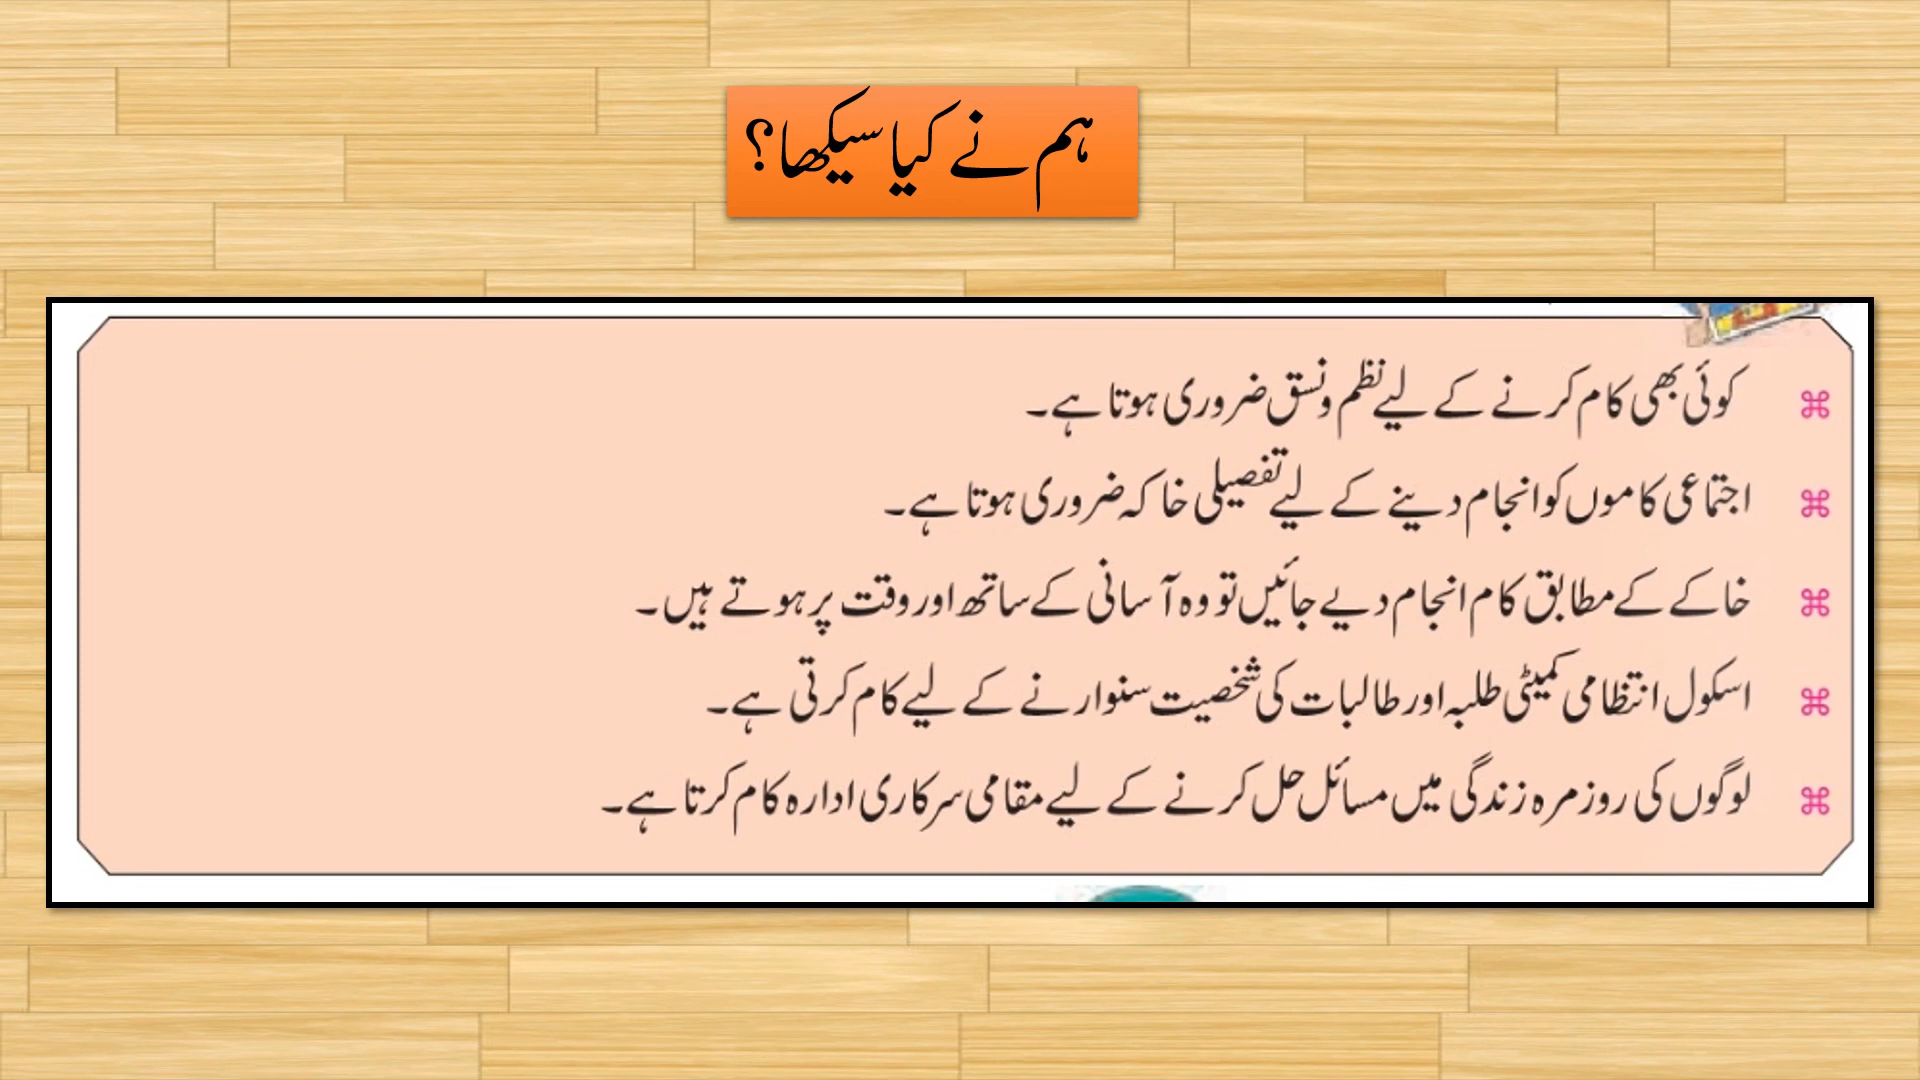 ہم نے کیا سیکھا؟
⌘ کوئی بھی کام کرنے کے لیے نظم و نسق ضروری ہوتا ہے۔
⌘ اجتماعی کاموں کو انجام دینے کے لیے تفصیلی خاکہ ضروری ہوتا ہے۔
⌘ خاکے کے مطابق کام انجام دیے جائیں تو وہ آسانی کے ساتھ اور وقت پر ہوتے ہیں۔
⌘ اسکول انتظامی کمیٹی طلبہ اور طالبات کی شخصیت سنوارنے کے لیے کام کرتی ہے۔
⌘ لوگوں کی روزمرہ زندگی میں مسائل حل کرنے کے لیے مقامی سرکاری ادارہ کام کرتا ہے۔